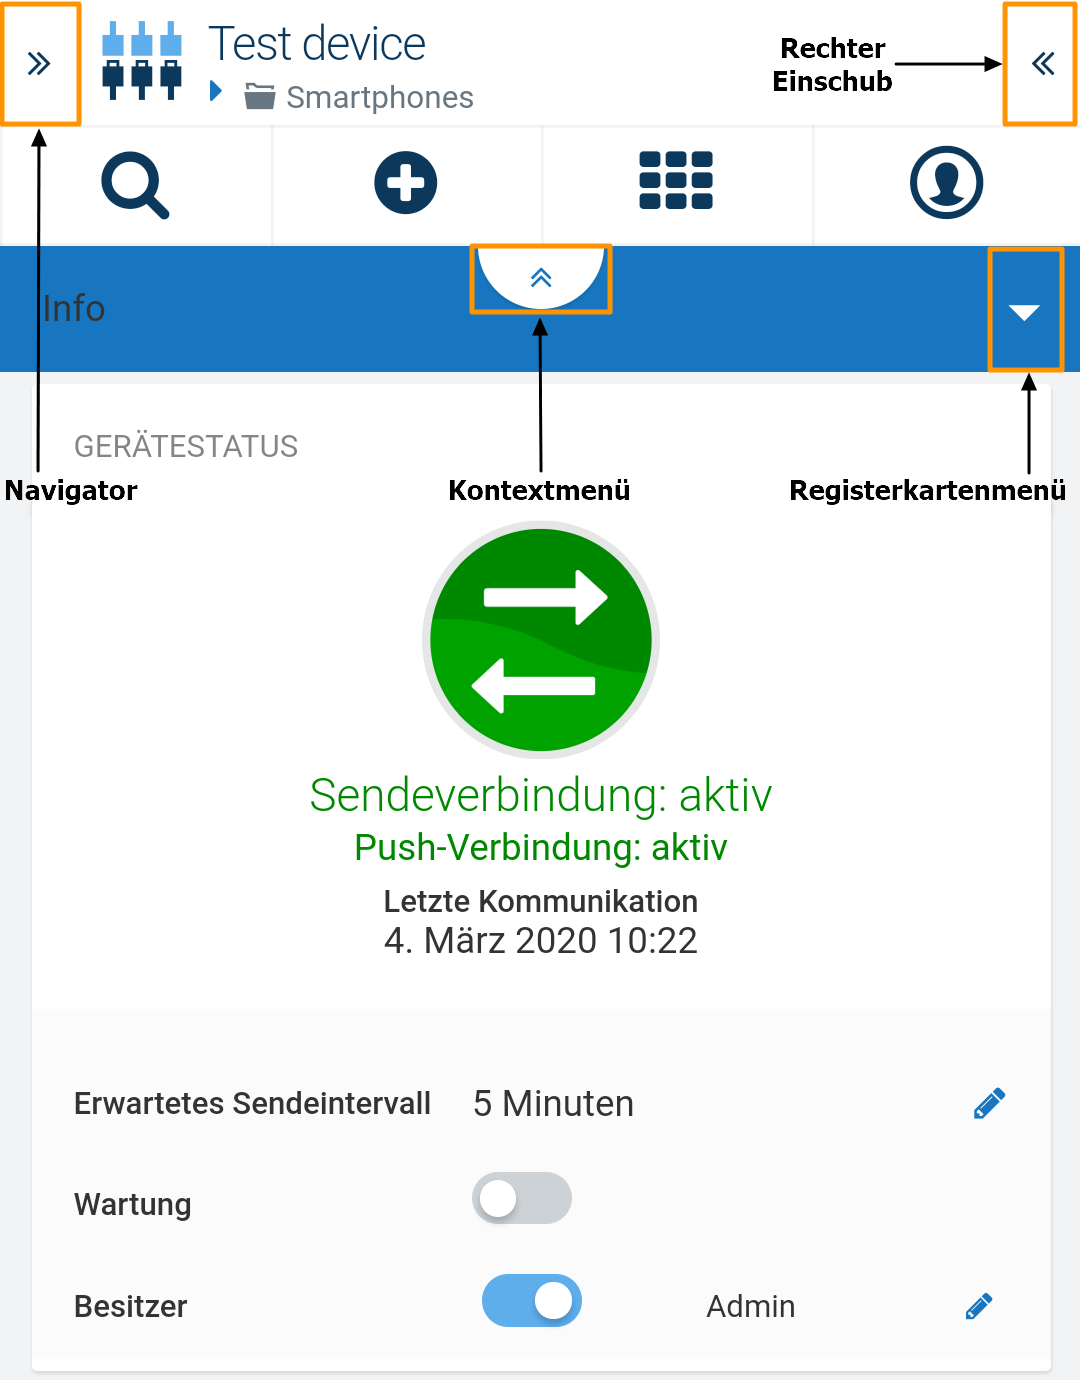 Test device
Smartphones
Rechter
Einschub
Info
GERÄTESTATUS
Navigator
Kontextmenü
Registerkartenmenü
Sendeverbindung: aktiv
Push-Verbindung: aktiv
Letzte Kommunikation
4. März 2020 10:22
Erwartetes Sendeintervall 5 Minuten
Wartung
Besitzer Admin